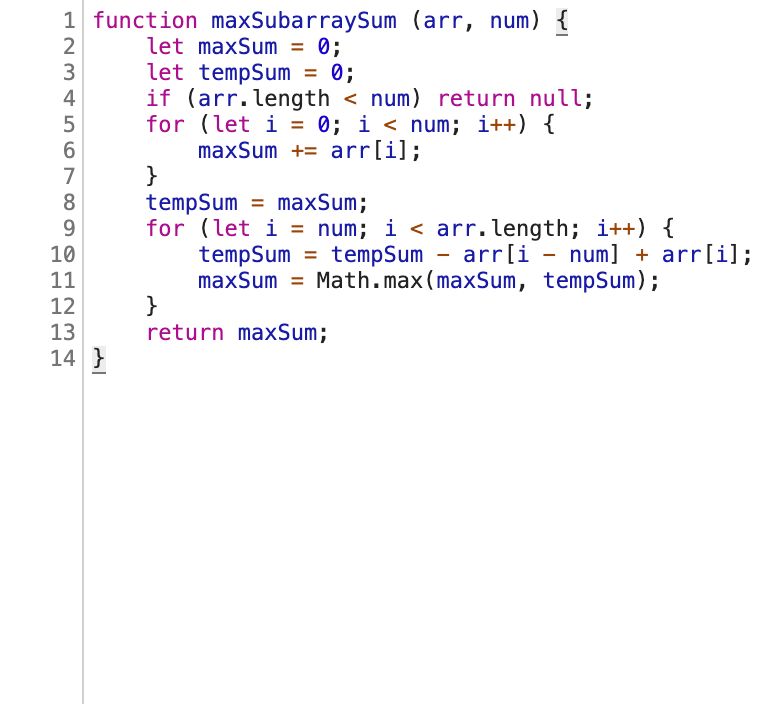 1 function maxSubarraySum (arr, num) {
2     let maxSum = 0;
3     let tempSum = 0;
4     if (arr.length < num) return null;
5     for (let i = 0; i < num; i++) {
6         maxSum += arr[i];
7     }
8     tempSum = maxSum;
9     for (let i = num; i < arr.length; i++) {
10         tempSum = tempSum − arr[i − num] + arr[i];
11         maxSum = Math.max(maxSum, tempSum);
12     }
13     return maxSum;
14 }